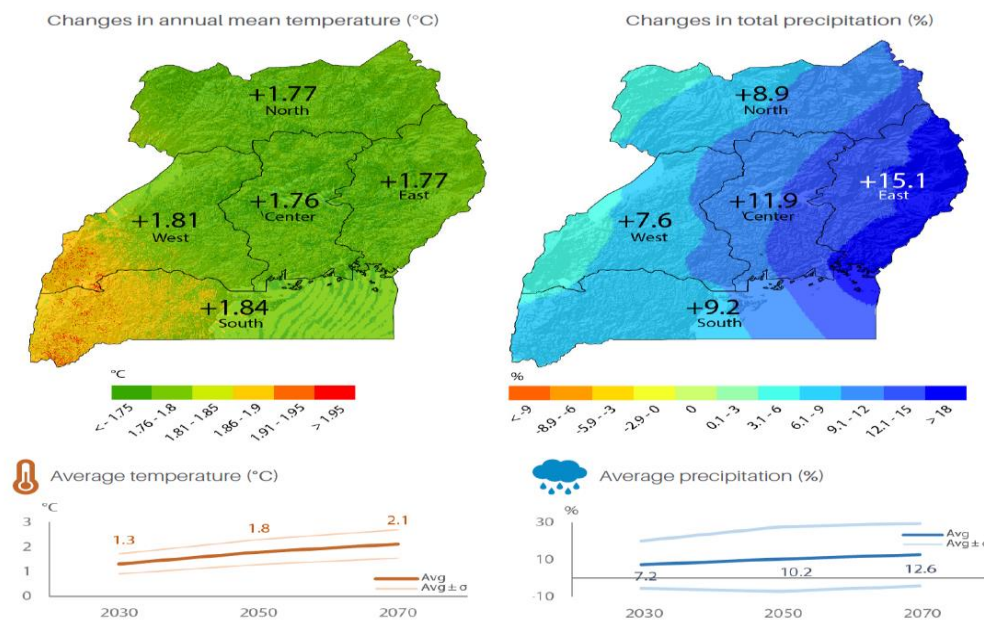 Changes in annual mean temperature (°C)
Changes in total precipitation (%)
+1.77
North
+1.77
East
+1.76
Center
+1.81
West
+1.84
South
+8.9
North
+15.1
East
+11.9
Center
+7.6
West
+9.2
South
°C
< - 1.75
1.76 - 1.8
1.81 - 1.85
1.86 - 1.9
1.91 - 1.95
> 1.95
%
< -9
-8.9 - -6
-5.9 - -3
-2.9 - 0
0
0.1 - 3
3.1 - 6
6.1 - 9
9.1 - 12
12.1 - 15
> 18
Average temperature (°C)
°C
3
2
1
0
1.3
1.8
2.1
Avg
Avg ± σ
2030
2050
2070
Average precipitation (%)
%
30
10
-10
7.2
10.2
12.6
Avg
Avg ± σ
2030
2050
2070